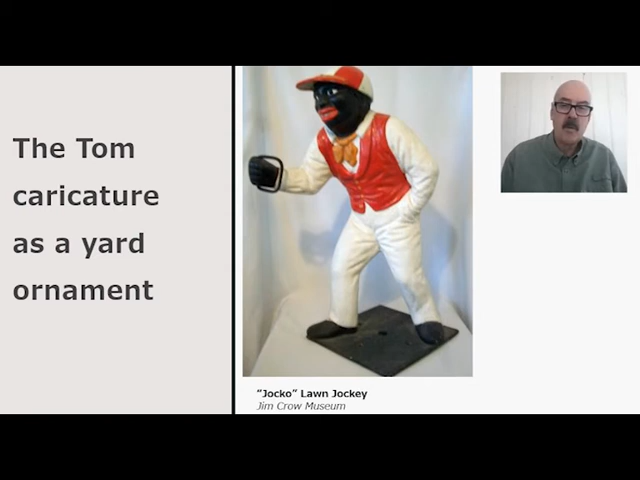 The Tom
caricature
as a yard
ornament
“Jocko” Lawn Jockey
Jim Crow Museum